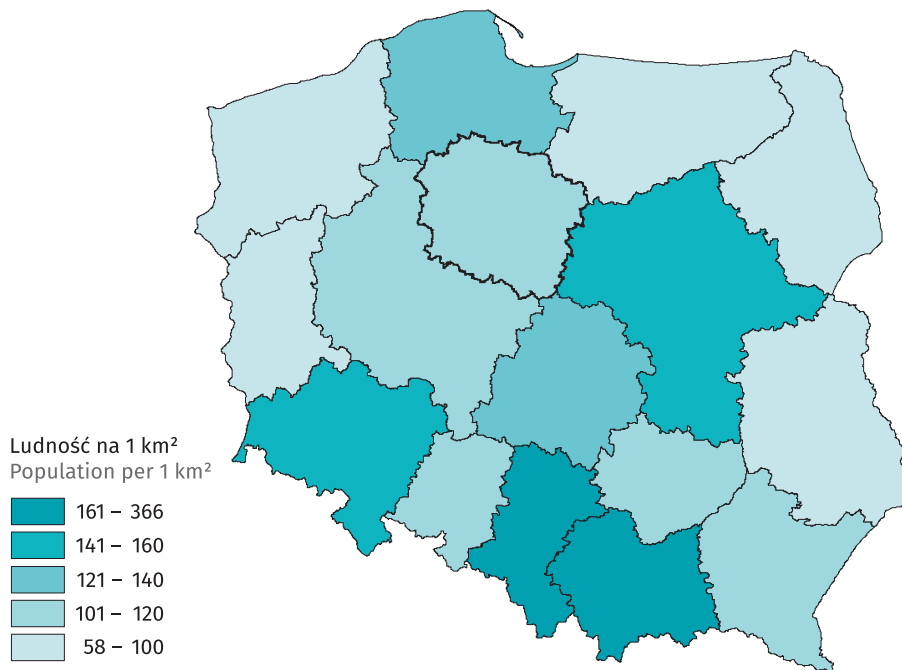 Ludność na 1 km²
Population per 1 km²
161 – 366
141 – 160
121 – 140
101 – 120
58 – 100